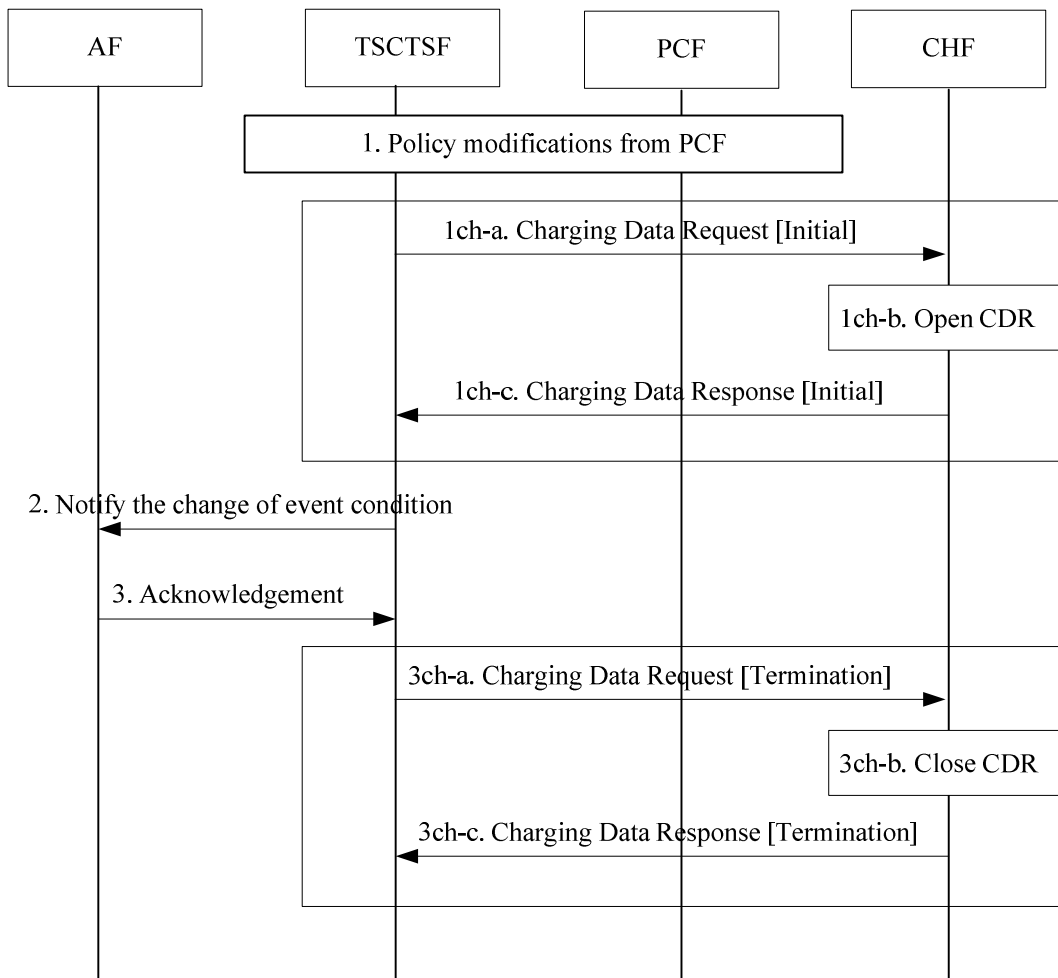 AF
TSCTSF
PCF
CHF
1. Policy modifications from PCF
1ch-a. Charging Data Request [Initial]
1ch-b. Open CDR
1ch-c. Charging Data Response [Initial]
2. Notify the change of event condition
3. Acknowledgement
3ch-a. Charging Data Request [Termination]
3ch-b. Close CDR
3ch-c. Charging Data Response [Termination]